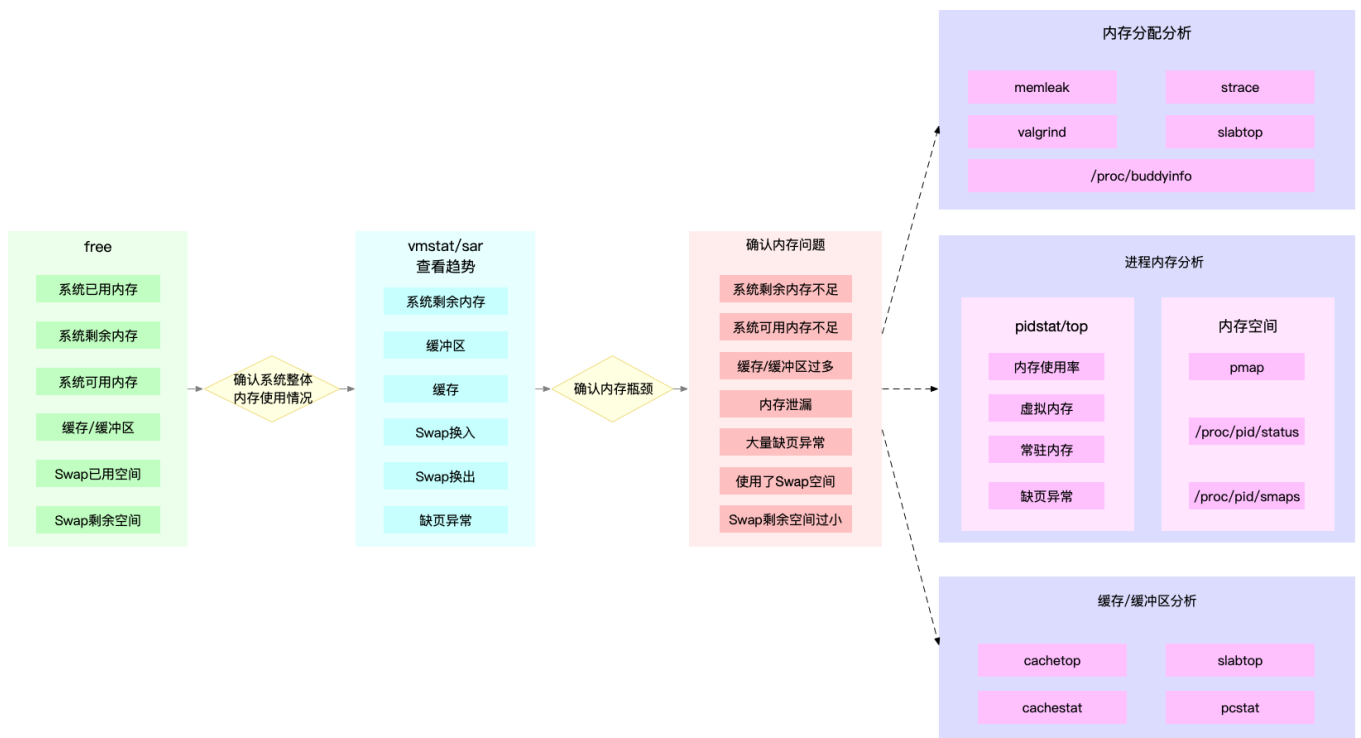 free
系统已用内存
系统剩余内存
系统可用内存
缓存/缓冲区
Swap已用空间
Swap剩余空间
确认系统整体
内存使用情况
vmstat/sar
查看趋势
系统剩余内存
缓冲区
缓存
Swap换入
Swap换出
缺页异常
确认内存瓶颈
确认内存问题
系统剩余内存不足
系统可用内存不足
缓存/缓冲区过多
内存泄漏
大量缺页异常
使用了Swap空间
Swap剩余空间过小
内存分配分析
memleak
strace
valgrind
slabtop
/proc/buddyinfo
进程内存分析
pidstat/top
内存使用率
虚拟内存
常驻内存
缺页异常
内存空间
pmap
/proc/pid/status
/proc/pid/smaps
缓存/缓冲区分析
cachetop
slabtop
cachestat
pcstat